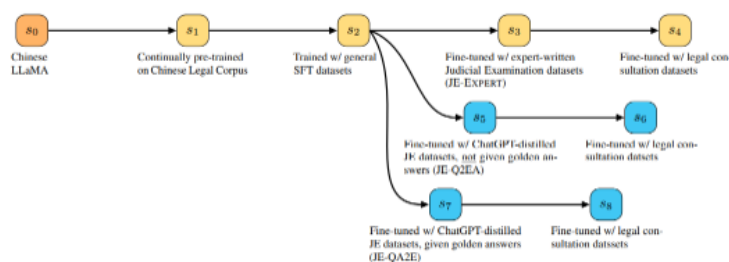 s0 s1 s2 s3 s4
Chinese
LLaMA
Continually pre-trained
on Chinese Legal Corpus
Trained w/ general
SFT datasets
Fine-tuned w/ expert-written
Judicial Examination datasets
(JE-EXPERT)
Fine-tuned w/ legal con-
sultation datasets
s5 s6
Fine-tuned w/ ChatGPT-distilled
JE datasets, not given golden an-
swers (JE-Q2EA)
Fine-tuned w/ legal con-
sultation datsets
s7 s8
Fine-tuned w/ ChatGPT-distilled
JE datasets, given golden answers
(JE-QA2E)
Fine-tuned w/ legal con-
sultation datssets